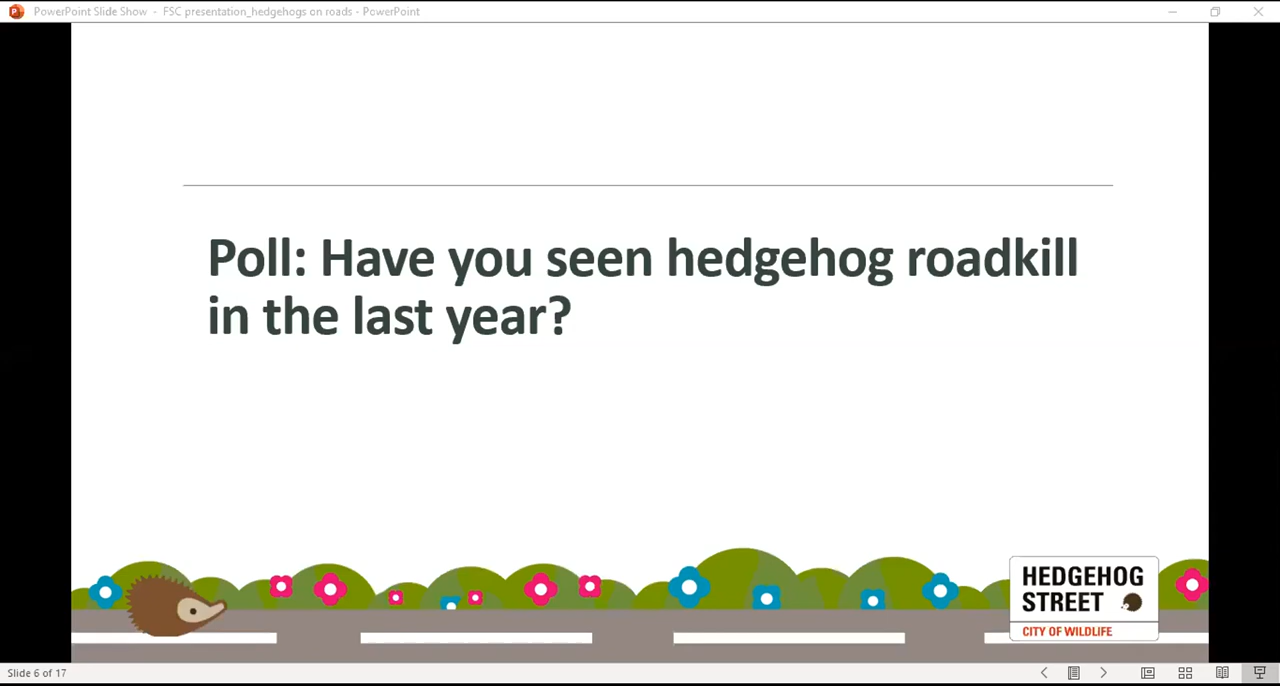 PowerPoint Slide Show - FSC presentation_hedgehogs on roads - PowerPoint
Poll: Have you seen hedgehog roadkill
in the last year?
HEDGEHOG
STREET
CITY OF WILDLIFE
Slide 6 of 17